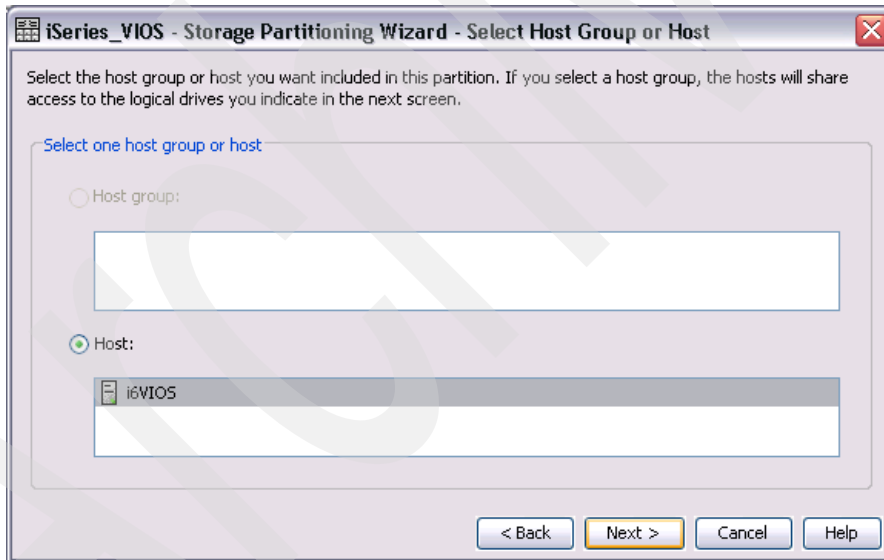 iSeries_VIOS - Storage Partitioning Wizard - Select Host Group or Host
Select the host group or host you want included in this partition. If you select a host group, the hosts will share
access to the logical drives you indicate in the next screen.
Select one host group or host
Host group:
Host:
i6VIOS
< Back Next > Cancel Help